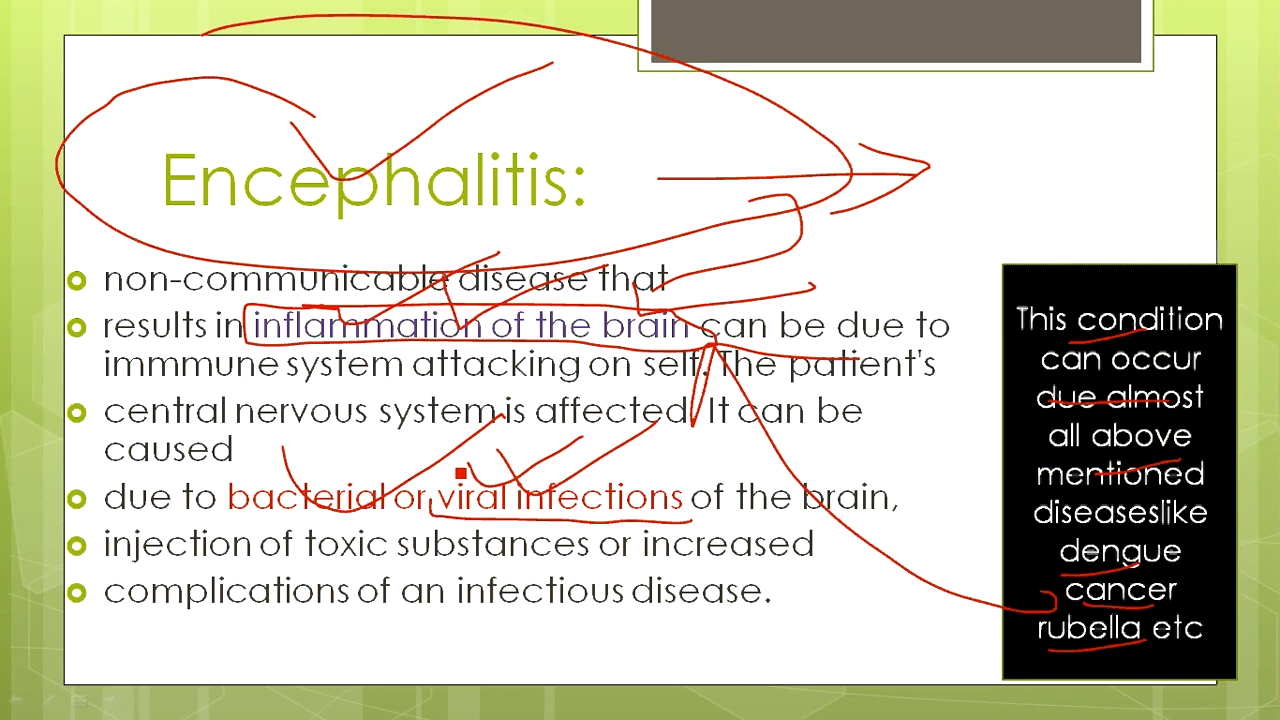 Encephalitis:
non-communicable disease that
results in inflammation of the brain can be due to
immmune system attacking on self. The patient's
central nervous system is affected. It can be
caused
due to bacterial or viral infections of the brain,
injection of toxic substances or increased
complications of an infectious disease.
This condition
can occur
due almost
all above
mentioned
diseaseslike
dengue
cancer
rubella etc